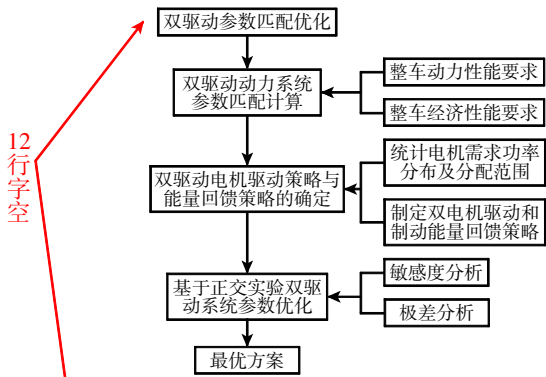 双驱动参数匹配优化
双驱动动力系统
参数匹配计算
整车动力性能要求
整车经济性能要求
12
行
字
空
双驱动电机驱动策略与
能量回馈策略的确定
统计电机需求功率
分布及分配范围
制定双电机驱动和
制动能量回馈策略
基于正交实验双驱
动系统参数优化
敏感度分析
极差分析
最优方案